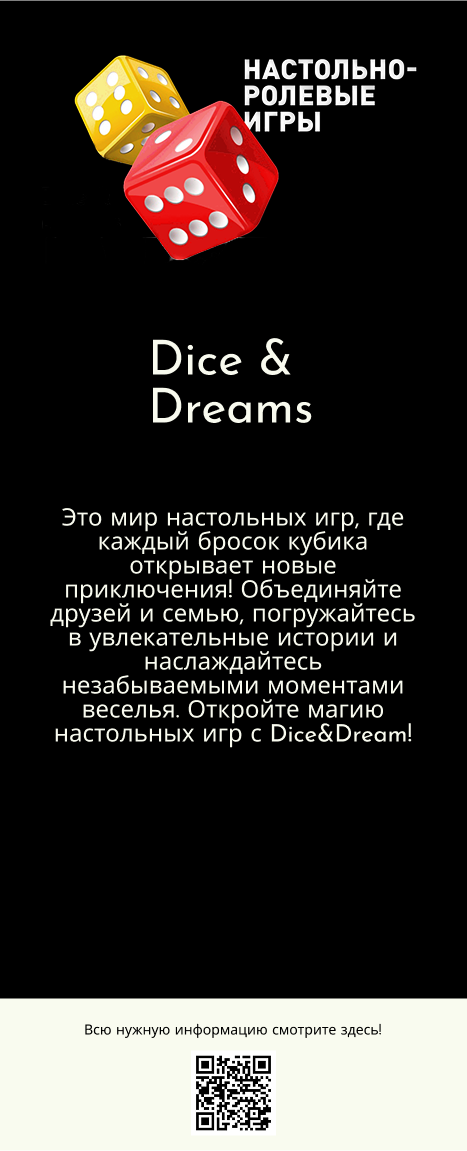 НАСТОЛЬНО-
РОЛЕВЫЕ
ИГРЫ
Dice &
Dreams
Это мир настольных игр, где
каждый бросок кубика
открывает новые
приключения! Объединяйте
друзей и семью, погружайтесь
в увлекательные истории и
наслаждайтесь
незабываемыми моментами
веселья. Откройте магию
настольных игр с Dice&Dream!
Всю нужную информацию смотрите здесь!